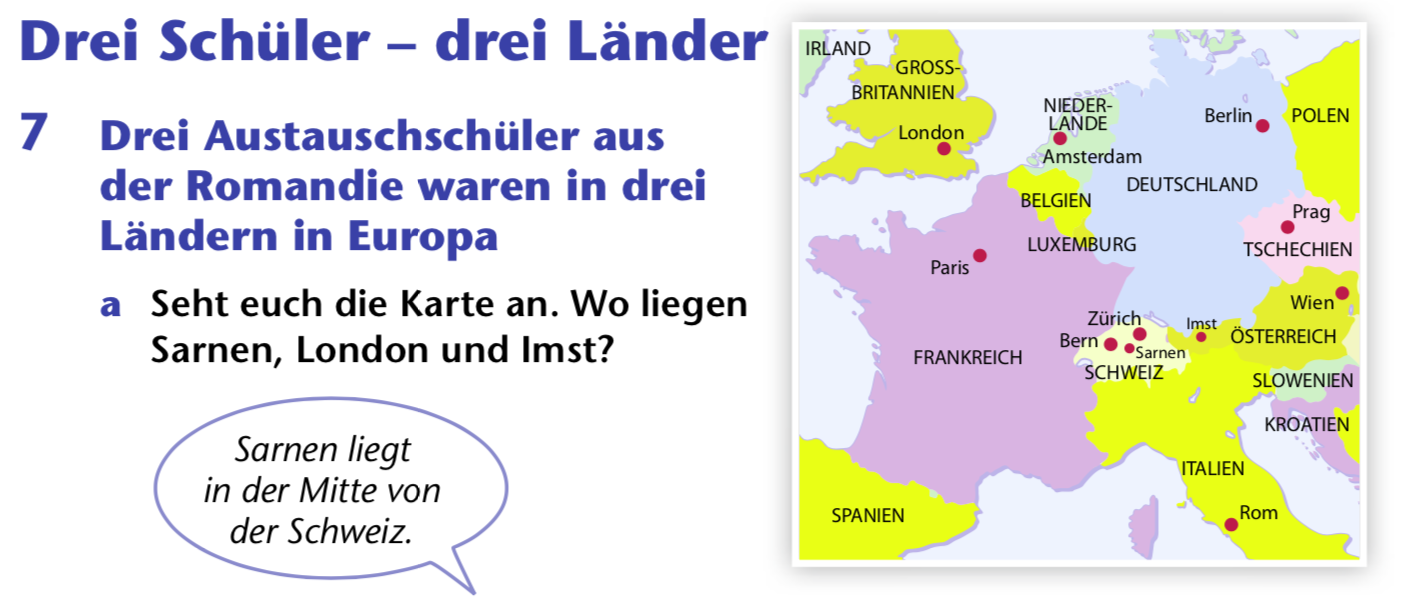 Drei Schüler – drei Länder
7 Drei Austauschschüler aus
der Romandie waren in drei
Ländern in Europa
a Seht euch die Karte an. Wo liegen
Sarnen, London und Imst?
Sarnen liegt
in der Mitte von
der Schweiz.
IRLAND
GROSS-
BRITANNIEN
London
NIEDER-
LANDE
Amsterdam
Berlin
POLEN
DEUTSCHLAND
BELGIEN
LUXEMBURG
Prag
TSCHECHIEN
Paris
Wien
Zürich
Imst
Bern
Sarnen
ÖSTERREICH
FRANKREICH
SCHWEIZ
SLOWENIEN
KROATIEN
ITALIEN
SPANIEN
Rom